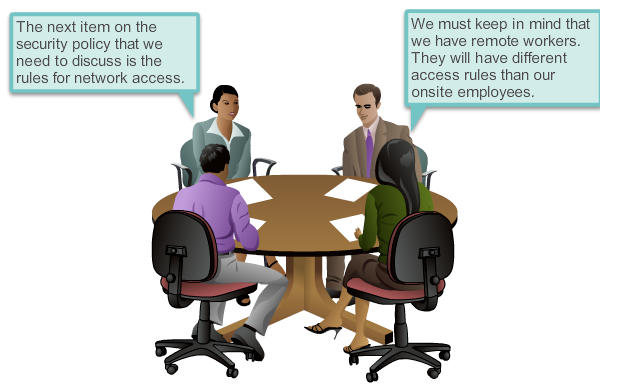 The next item on the
security policy that we
need to discuss is the
rules for network access.
We must keep in mind that
we have remote workers.
They will have different
access rules than our
onsite employees.